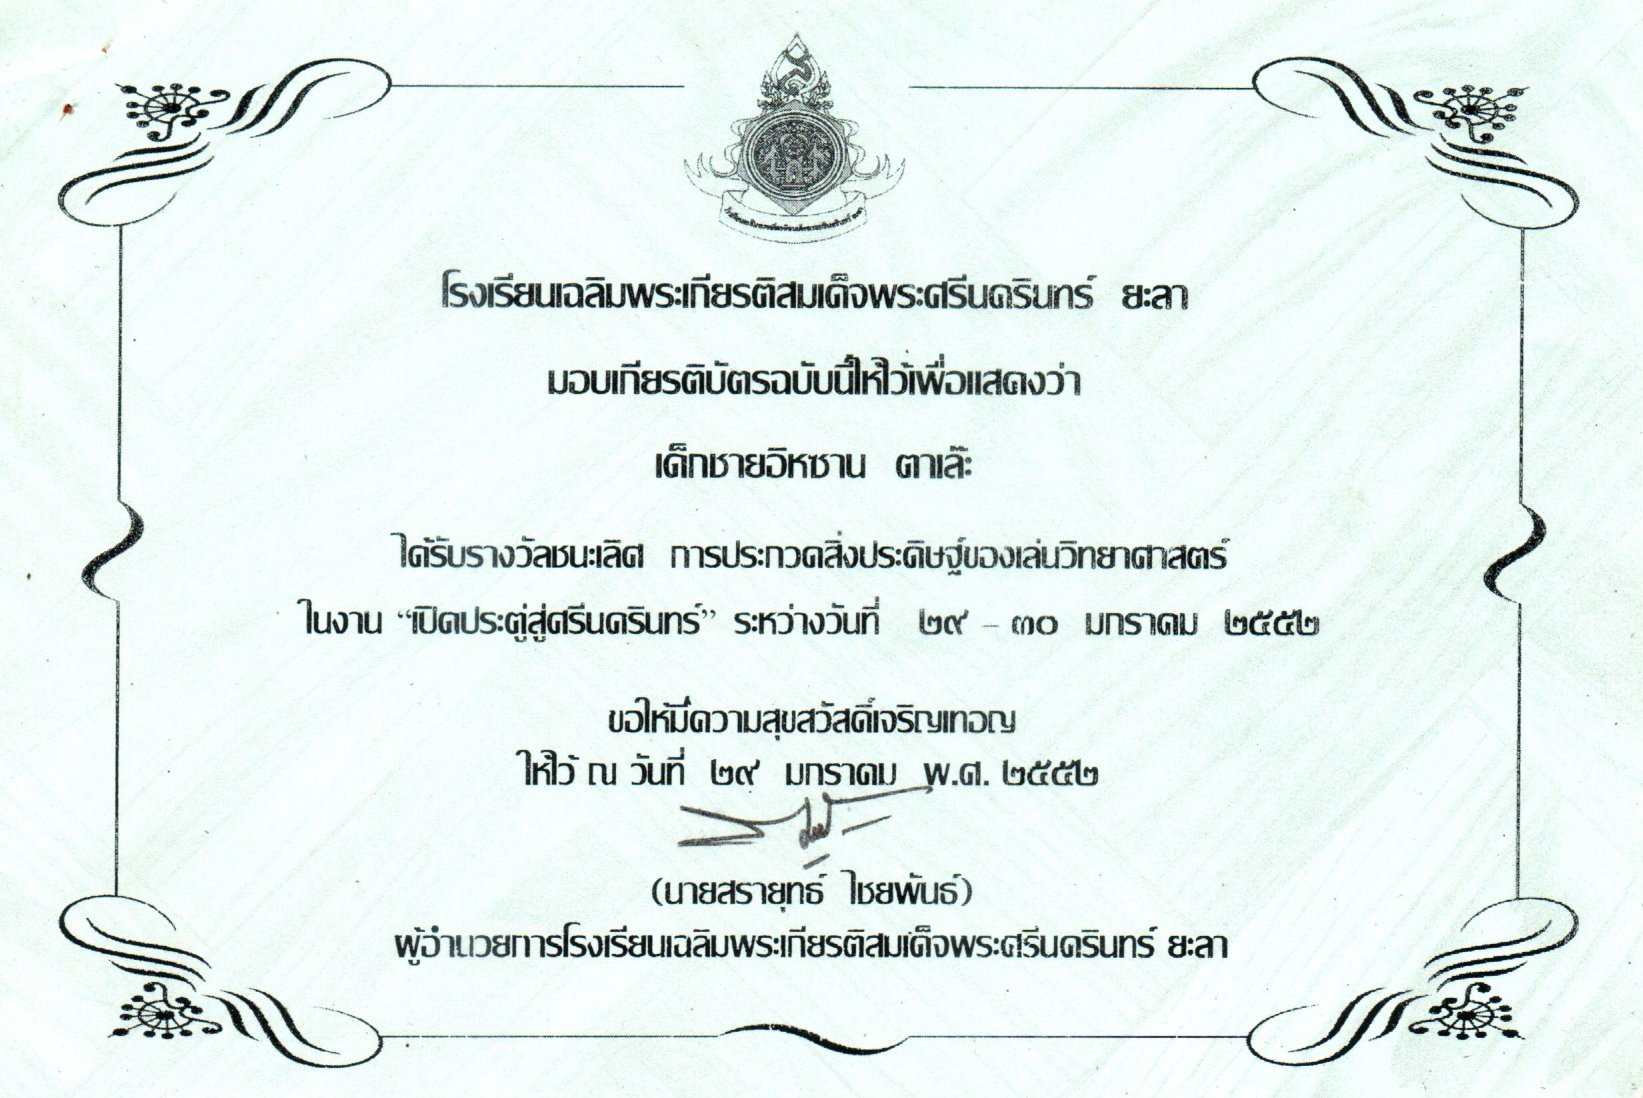 โรงเรียนเฉลิมพระเกียรติสมเด็จพระศรีนครินทร์ ยะลา
มอบเกียรติบัตรฉบับนี้ให้ไว้เพื่อแสดงว่า
เด็กชายอิหซาน ตาเล๊ะ
ได้รับรางวัลชนะเลิศ การประกวดสิ่งประดิษฐ์ของเล่นวิทยาศาสตร์
ในงาน “เปิดประตู่สู่ศรีนครินทร์” ระหว่างวันที่ ๒๙ – ๓๐ มกราคม ๒๕๕๒
ขอให้มีความสุขสวัสดิ์เจริญเทอญ
ให้ไว้ ณ วันที่ ๒๙ มกราคม พ.ศ. ๒๕๕๒
(นายสรายุทธ์ ไชยพันธ์)
ผู้อำนวยการโรงเรียนเฉลิมพระเกียรติสมเด็จพระศรีนครินทร์ ยะลา